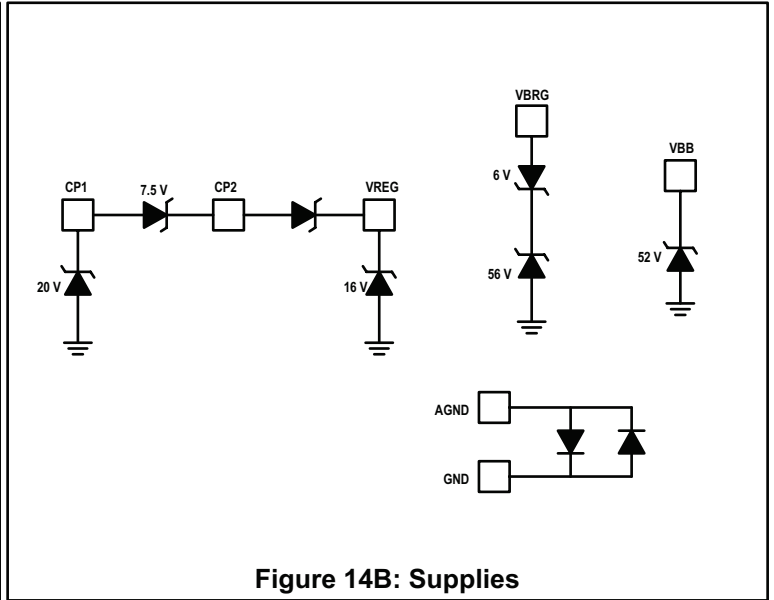 VBRG
VBB
6 V
CP1
7.5 V
CP2
VREG
52 V
56 V
20 V
16 V
AGND
GND
Figure 14B: Supplies